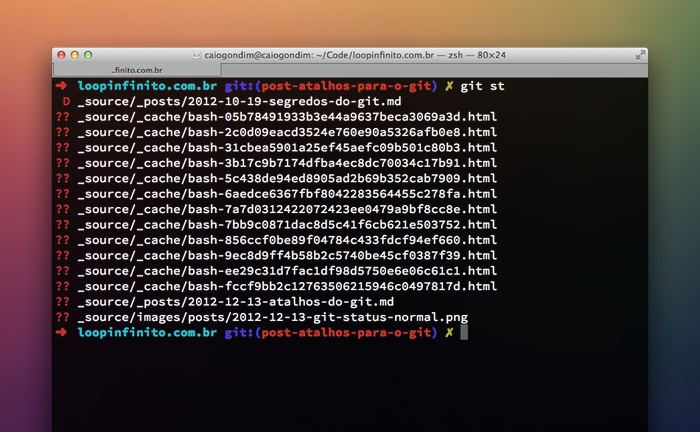 caiogondim@caiogondim: ~/Code/loopinfinito.com.br — zsh — 80×24
..finito.com.br
➜ loopinfinito.com.br git:(post-atalhos-para-o-git) ✗ git st
D _source/_posts/2012-10-19-segredos-do-git.md
?? _source/_cache/bash-05b78491933b3e44a9637beca3069a3d.html
?? _source/_cache/bash-2c0d09eacd3524e760e90a5326afb0e8.html
?? _source/_cache/bash-31cbea5901a25ef45aefc09b501c80b3.html
?? _source/_cache/bash-3b17c9b7174dfba4ec8dc70034c17b91.html
?? _source/_cache/bash-5c438de94ed8905ad2b69b352cab7909.html
?? _source/_cache/bash-6aedce6367fbf8042283564455c278fa.html
?? _source/_cache/bash-7a7d0312422072423ee0479a9bf8cc8e.html
?? _source/_cache/bash-7bb9c0871dac8d5c41f6cb621e503752.html
?? _source/_cache/bash-856ccf0be89f04784c433fdcf94ef660.html
?? _source/_cache/bash-9ec8d9ff4b58b2c5740be45cf0387f39.html
?? _source/_cache/bash-ee29c31d7fac1df98d5750e6e06c61c1.html
?? _source/_cache/bash-fccf9bb2c12763506215946c0497817d.html
?? _source/_posts/2012-12-13-atalhos-do-git.md
?? _source/images/posts/2012-12-13-git-status-normal.png
➜ loopinfinito.com.br git:(post-atalhos-para-o-git) ✗